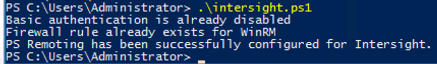 PS C:\Users\Administrator> .\intersight.ps1
Basic authentication is already disabled
Firewall rule already exists for WinRM
PS Remoting has been successfully configured for Intersight.
PS C:\Users\Administrator> _